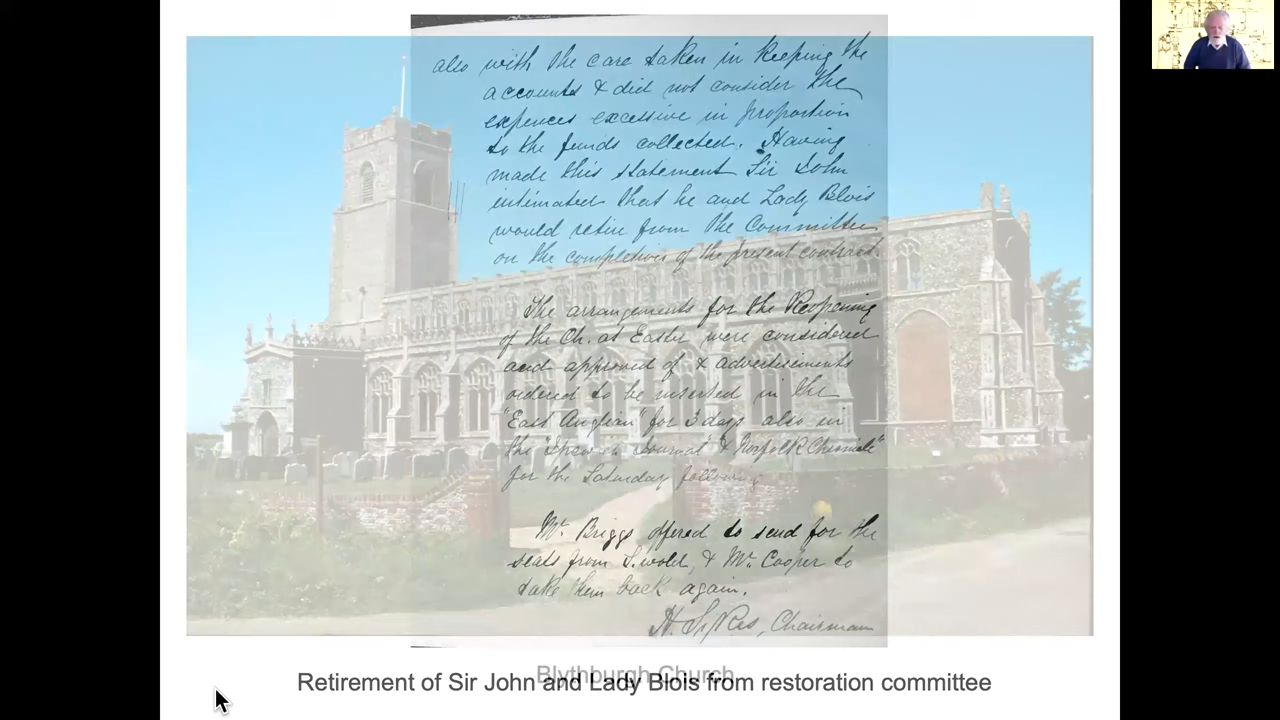 also with the care taken in keeping the
accounts & did not consider the
expences excessive in proportion
to the funds collected. Having
made this statement Sir John
intimated that he and Lady Blois
would retire from the Committee
on the completion of the present contract.
The arrangements for the Reopening
of the Ch. at Easter were considered
and approved of & advertisements
ordered to be inserted in the
"East Anglian" for 3 days also in
the Journal" & Norfolk Chronicle"
for the Saturday following
Mr. Briggs offered to send for the
seats from S.wold, & Mr. Cooper to
take them back again.
H. Sykes, Chairman
Blythburgh Church
Retirement of Sir John and Lady Blois from restoration committee